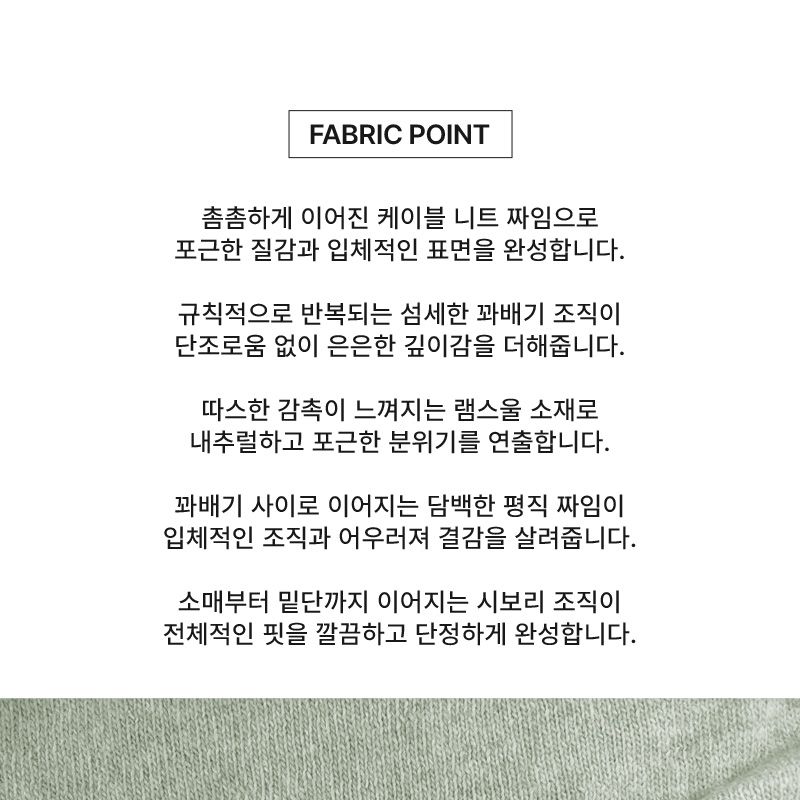 FABRIC POINT
촘촘하게 이어진 케이블 니트 짜임으로
포근한 질감과 입체적인 표면을 완성합니다.
규칙적으로 반복되는 섬세한 꽈배기 조직이
단조로움 없이 은은한 깊이감을 더해줍니다.
따스한 감촉이 느껴지는 램스울 소재로
내추럴하고 포근한 분위기를 연출합니다.
꽈배기 사이로 이어지는 담백한 평직 짜임이
입체적인 조직과 어우러져 결감을 살려줍니다.
소매부터 밑단까지 이어지는 시보리 조직이
전체적인 핏을 깔끔하고 단정하게 완성합니다.